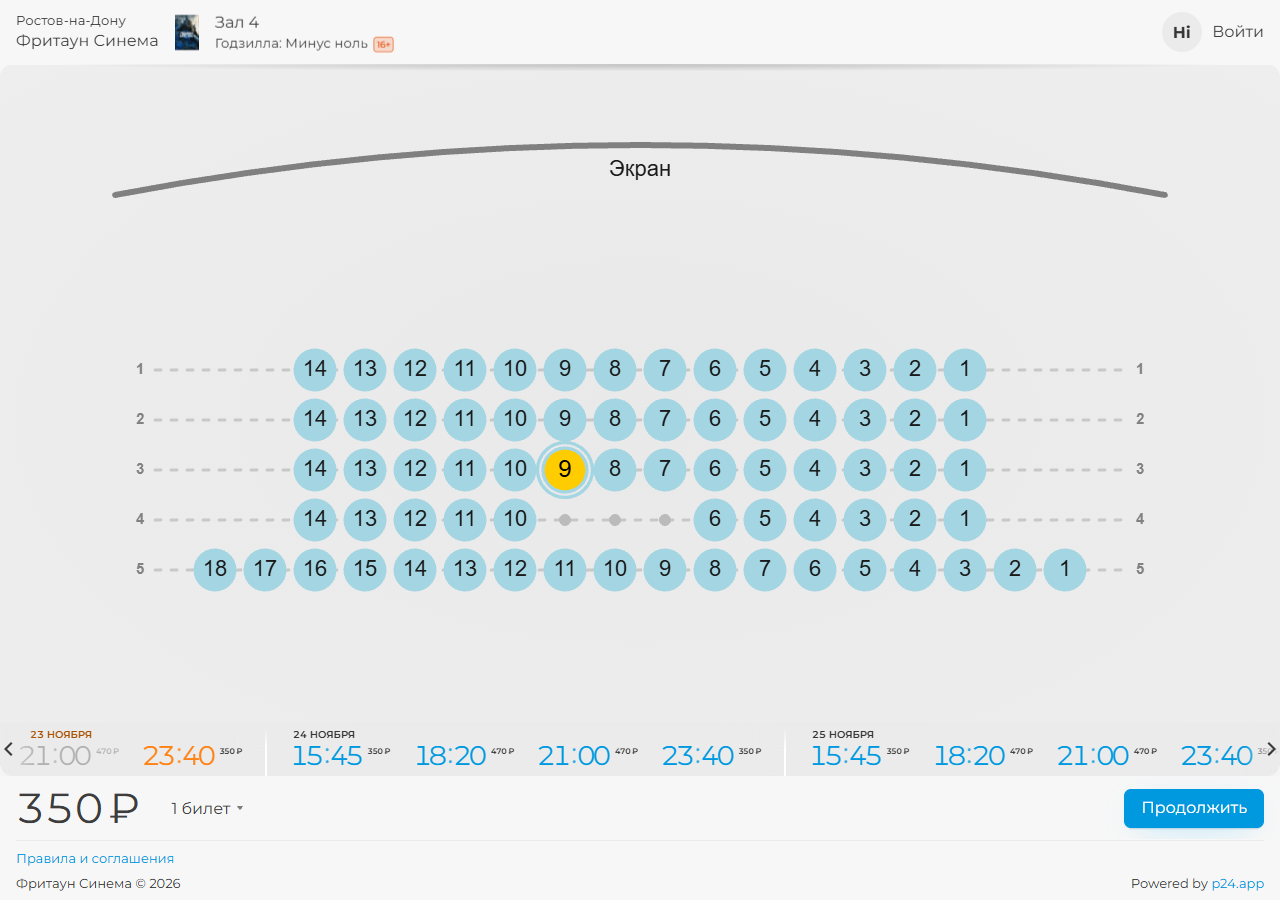 Ростов-на-Дону
Фритаун Синема
Зал 4
Годзилла: Минус ноль 16+
Hi Войти
Экран
1 14 13 12 11 10 9 8 7 6 5 4 3 2 1 1
2 14 13 12 11 10 9 8 7 6 5 4 3 2 1 2
3 14 13 12 11 10 9 8 7 6 5 4 3 2 1 3
4 14 13 12 11 10 6 5 4 3 2 1 4
5 18 17 16 15 14 13 12 11 10 9 8 7 6 5 4 3 2 1 5
23 НОЯБРЯ
21:00 470 ₽ 23:40 350 ₽
24 НОЯБРЯ
15:45 350 ₽ 18:20 470 ₽ 21:00 470 ₽ 23:40 350 ₽
25 НОЯБРЯ
15:45 350 ₽ 18:20 470 ₽ 21:00 470 ₽ 23:40
350 ₽ 1 билет Продолжить
Правила и соглашения
Фритаун Синема © 2026
Powered by p24.app